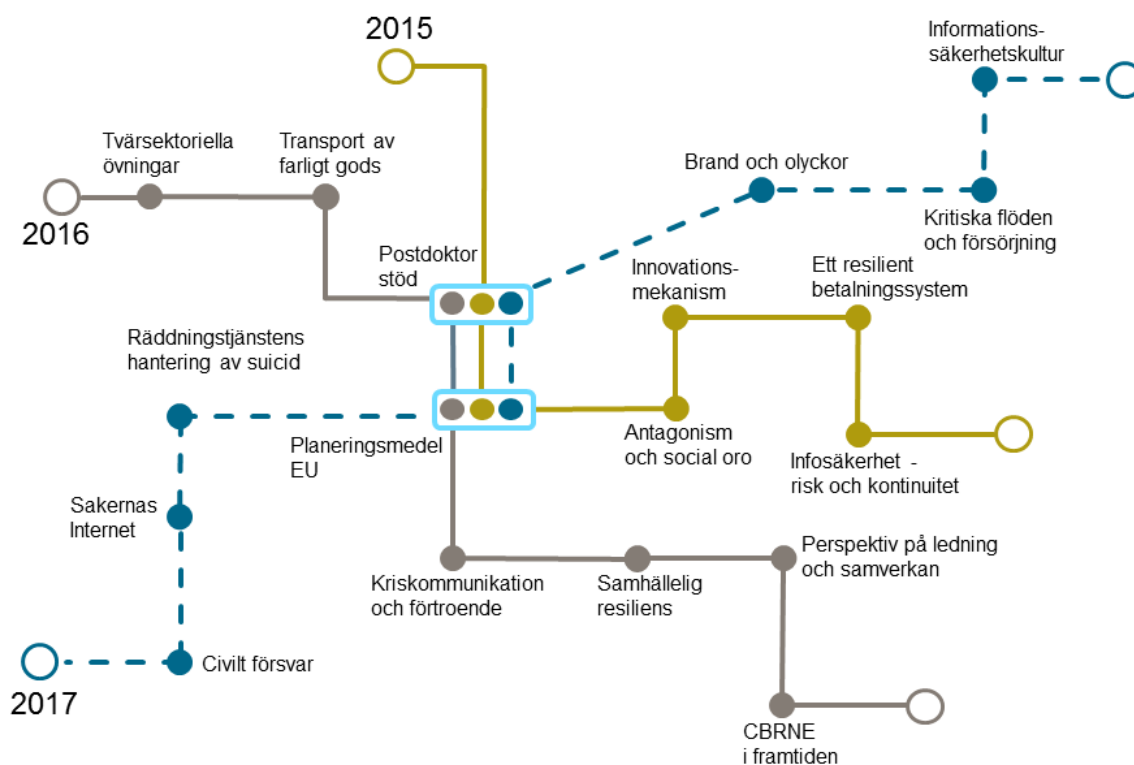 2015
Informations-
säkerhetskultur
Tvärsektoriella
övningar
Transport av
farligt gods
Brand och olyckor
2016
Kritiska flöden
och försörjning
Postdoktor
stöd
Innovations-
mekanism
Ett resilient
betalningssystem
Räddningstjänstens
hantering av suicid
Planeringsmedel
EU
Antagonism
och social oro
Infosäkerhet -
risk och kontinuitet
Sakernas
Internet
Kriskommunikation
och förtroende
Samhällelig
resiliens
Perspektiv på ledning
och samverkan
Civilt försvar
2017
CBRNE
i framtiden